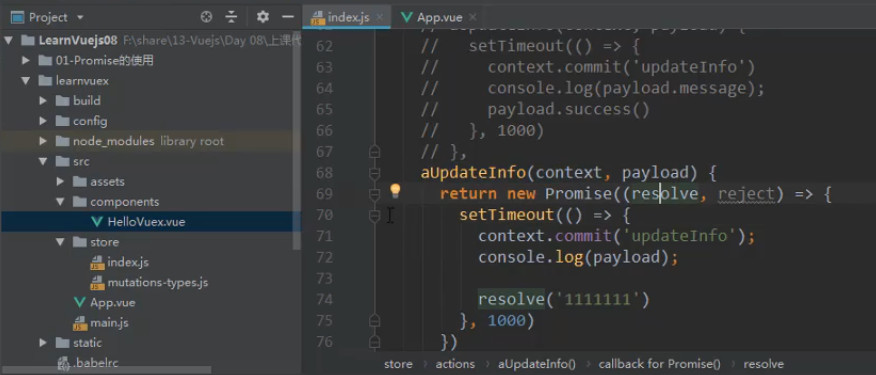 Project
LearnVuejs08 F:\share\13-Vuejs\Day 08\上课代
01-Promise的使用
learnvuex
build
config
node_modules library root
src
assets
components
HelloVuex.vue
store
index.js
mutations-types.js
App.vue
main.js
static
.babelrc
index.js App.vue
62 //   setTimeout(() => {
63 //     context.commit('updateInfo')
64 //     console.log(payload.message);
65 //     payload.success()
66 //   }, 1000)
67 // },
68 aUpdateInfo(context, payload) {
69   return new Promise((resolve, reject) => {
70     setTimeout(() => {
71       context.commit('updateInfo');
72       console.log(payload);
73
74       resolve('1111111')
75     }, 1000)
76   })
store › actions › aUpdateInfo() › callback for Promise() › resolve